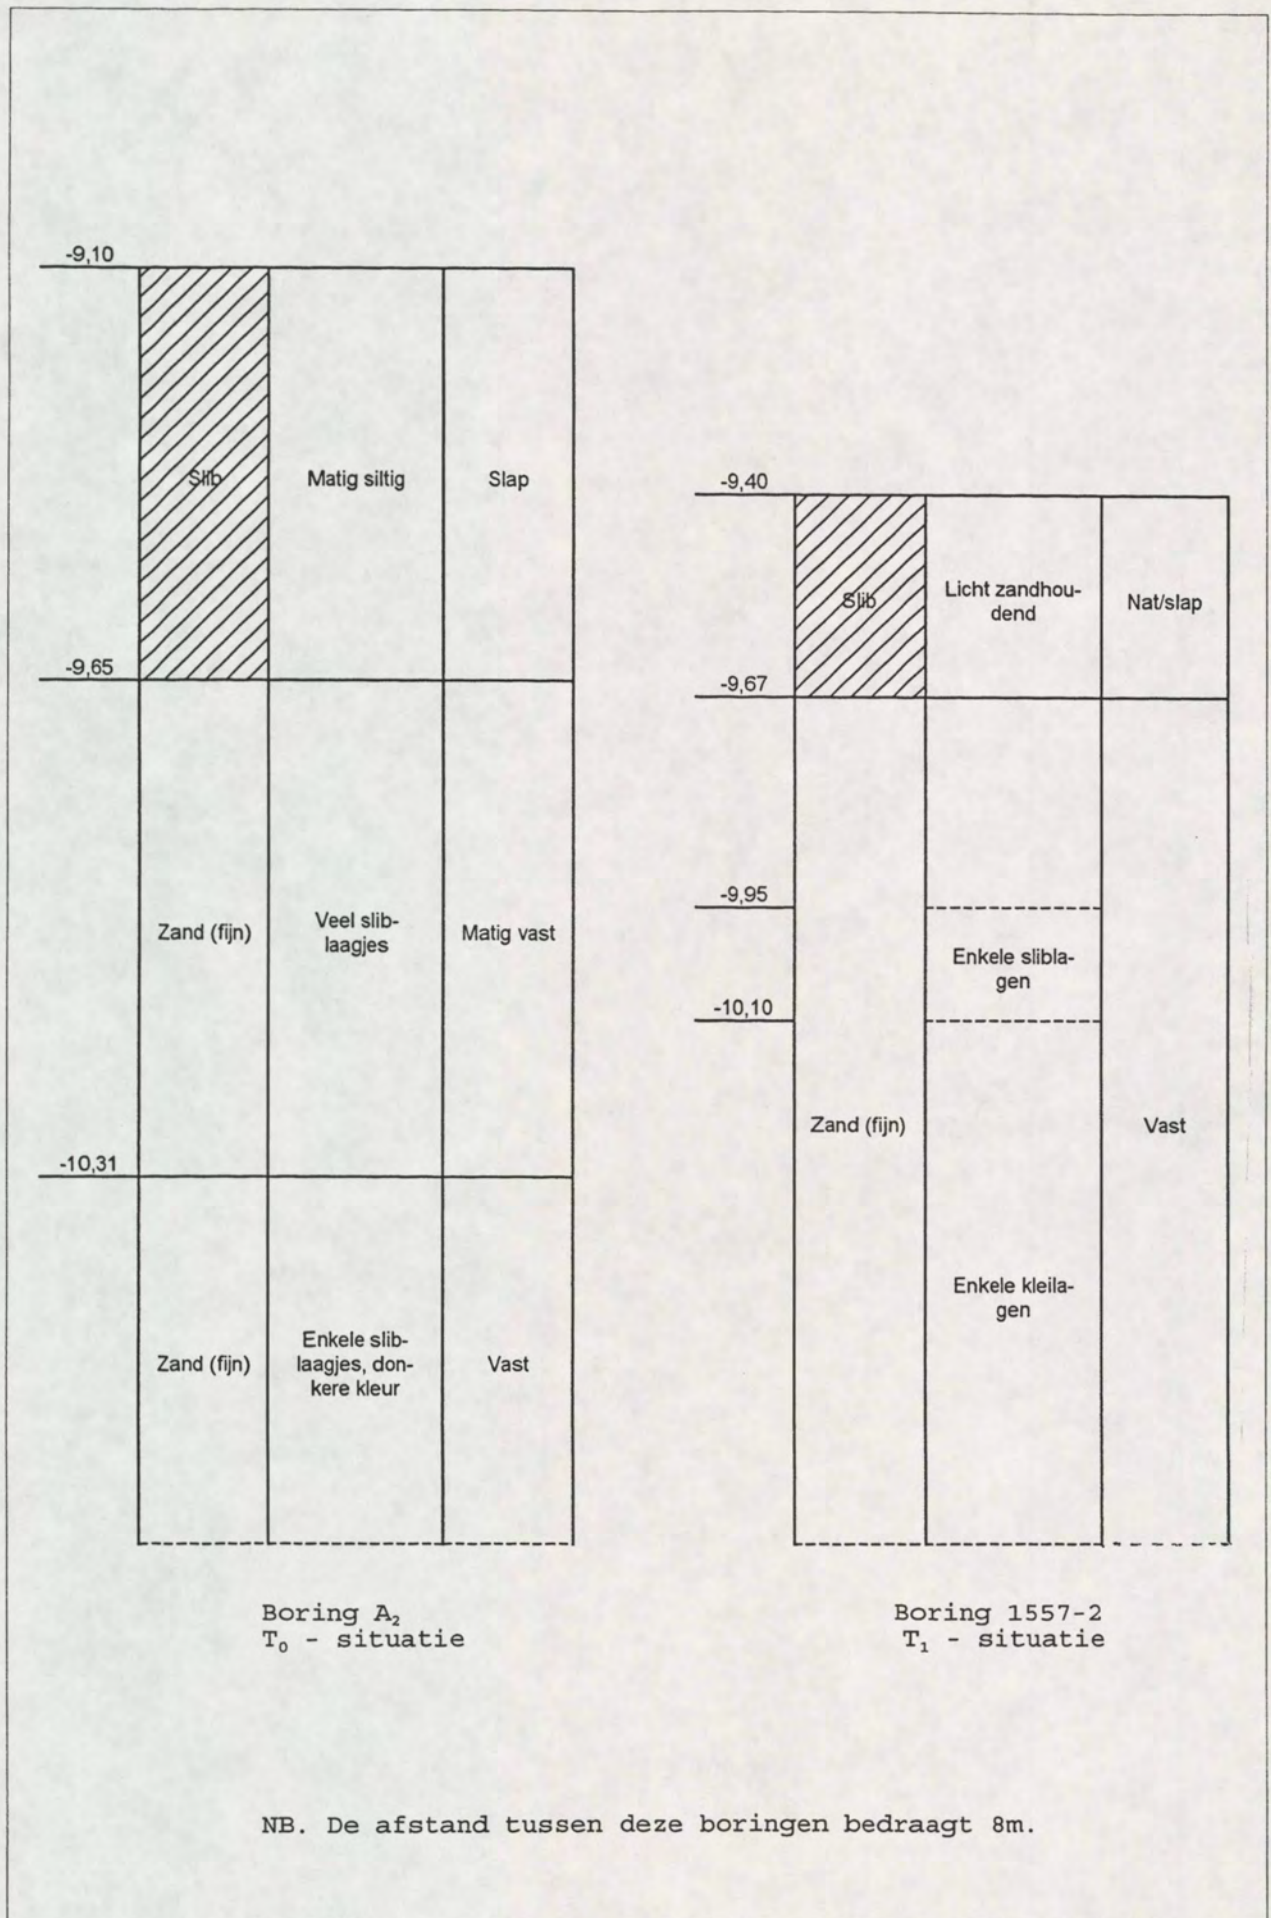 -9,10
Slib
Matig siltig
Slap
-9,65
Zand (fijn)
Veel slib-
laagjes
Matig vast
-10,31
Zand (fijn)
Enkele slib-
laagjes, don-
kere kleur
Vast
Boring A₂
T₀ - situatie
-9,40
Slib
Licht zandhou-
dend
Nat/slap
-9,67
-9,95
Enkele slibla-
gen
-10,10
Zand (fijn)
Vast
Enkele kleila-
gen
Boring 1557-2
T₁ - situatie
NB. De afstand tussen deze boringen bedraagt 8m.